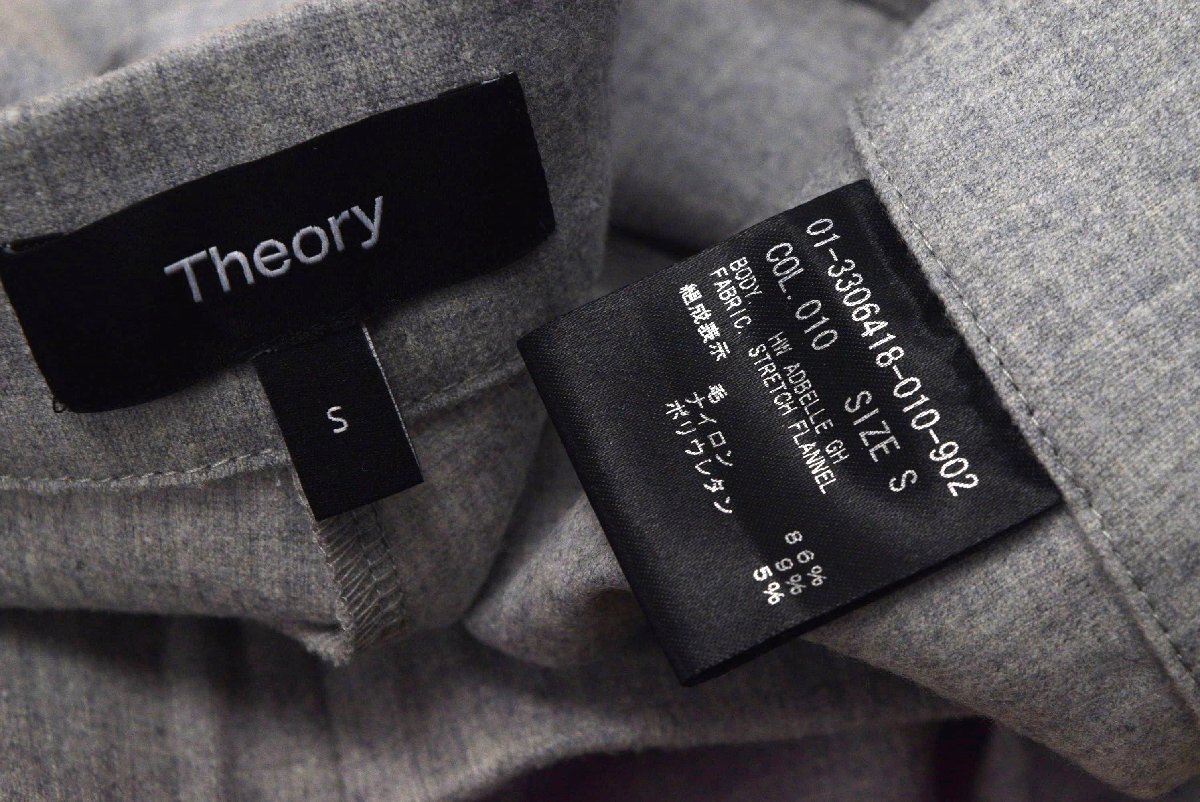 Theory
S
01-3306418-010-902
COL.010 SIZE S
BODY. HW ADBELLE GH
FABRIC. STRETCH FLANNEL
組成表示 毛 86%
ナイロン 9%
ポリウレタン 5%